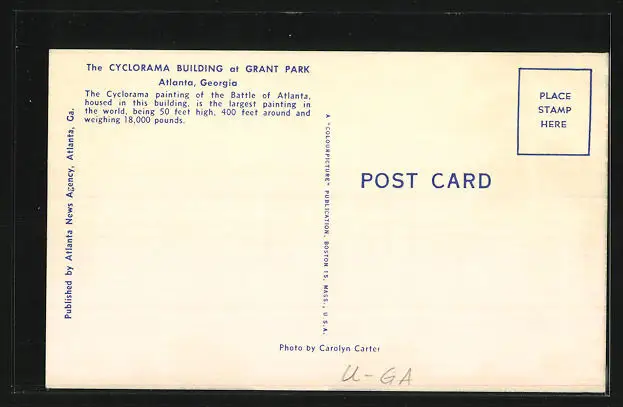 The CYCLORAMA BUILDING at GRANT PARK
Atlanta, Georgia
The Cyclorama painting of the Battle of Atlanta,
housed in this building, is the largest painting in
the world, being 50 feet high, 400 feet around and
weighing 18,000 pounds.
Published by Atlanta News Agency, Atlanta, Ga.
A "COLOURPICTURE" PUBLICATION, BOSTON 15, MASS., U.S.A.
PLACE
STAMP
HERE
POST CARD
Photo by Carolyn Carter
U-GA